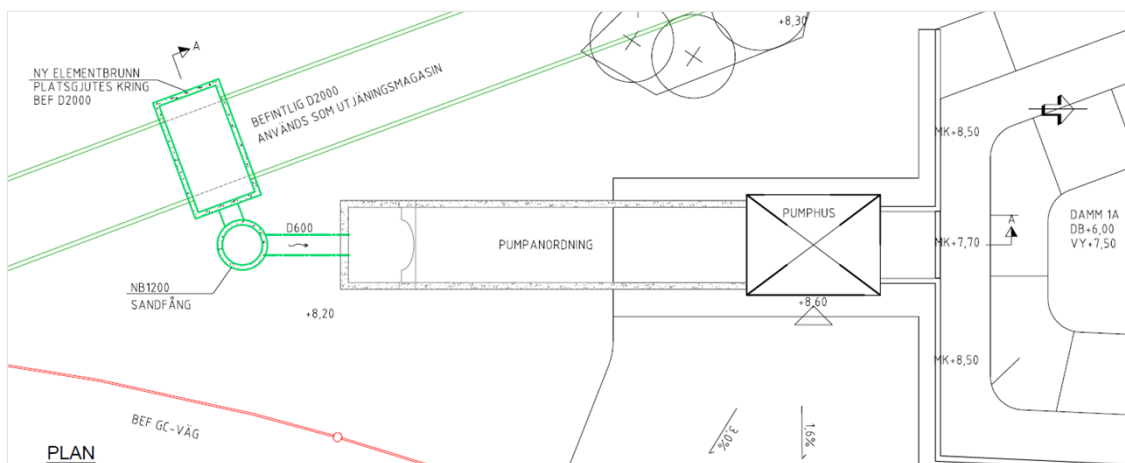 +8,30
A
NY ELEMENTBRUNN
PLATSGJUTES KRING
BEF D2000
BEFINTLIG D2000
ANVÄNDS SOM UTJÄNINGSMAGASIN
MK+8,50
D600
PUMPANORDNING
PUMPHUS
MK+7,70
A
DAMM 1A
DB+6,00
VY+7,50
NB1200
SANDFÅNG
+8,20
+8,60
MK+8,50
BEF GC-VÄG
3,0%
1,6%
PLAN